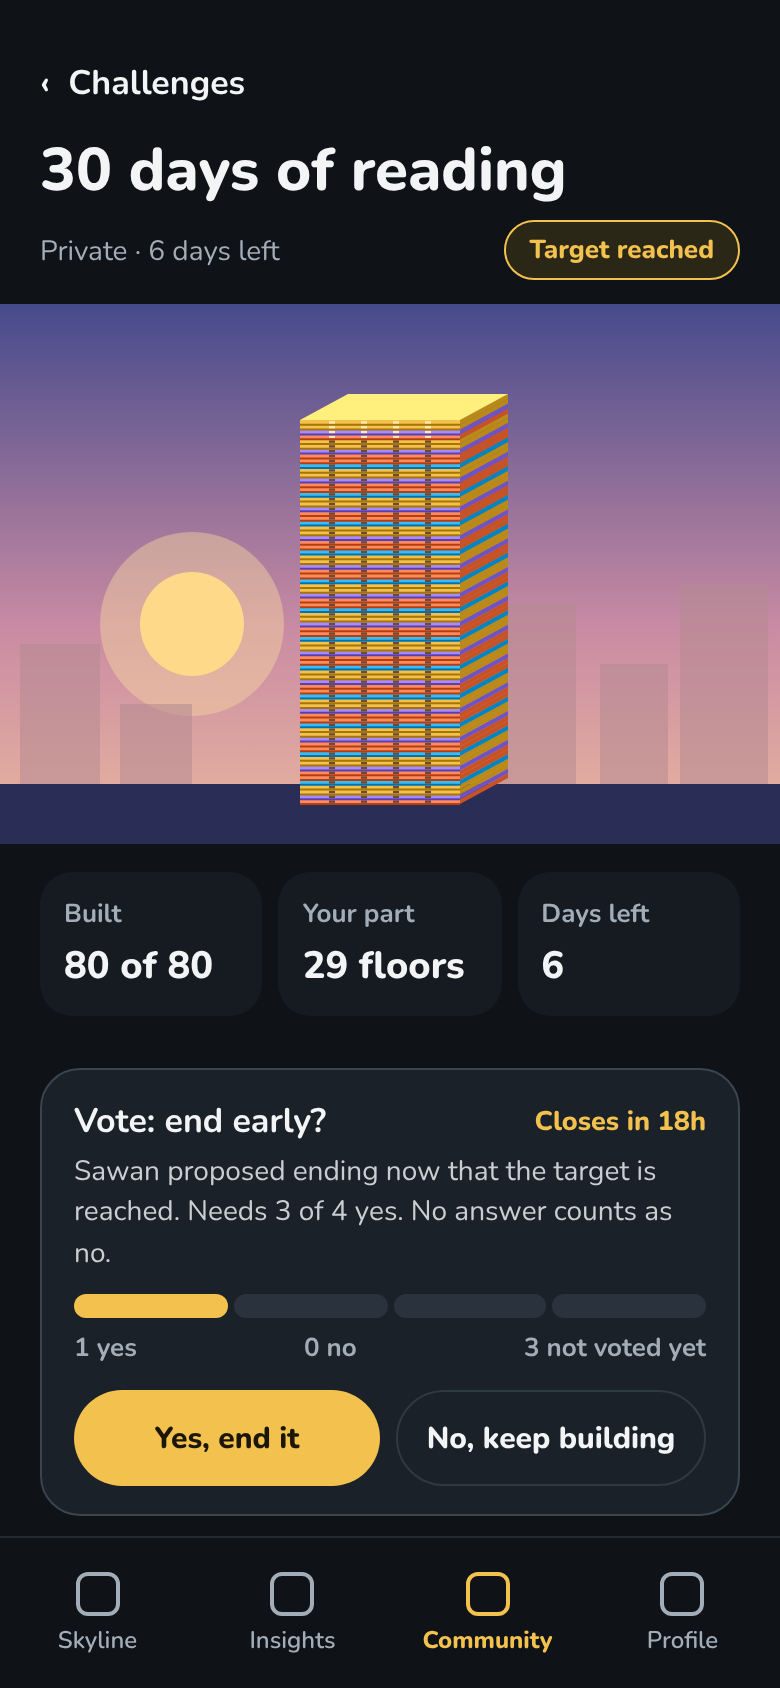 ‹ Challenges
30 days of reading
Private · 6 days left
Target reached
Built
80 of 80
Your part
29 floors
Days left
6
Vote: end early?
Closes in 18h
Sawan proposed ending now that the target is
reached. Needs 3 of 4 yes. No answer counts as
no.
1 yes
0 no
3 not voted yet
Yes, end it
No, keep building
Skyline
Insights
Community
Profile